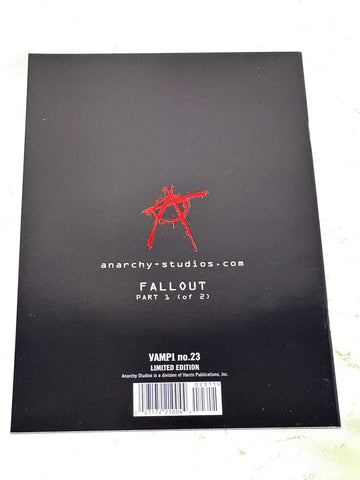 anarchy-studios.com
FALLOUT
PART 1 (of 2)
VAMPI no.23
LIMITED EDITION
Anarchy Studios is a division of Harris Publications, Inc.